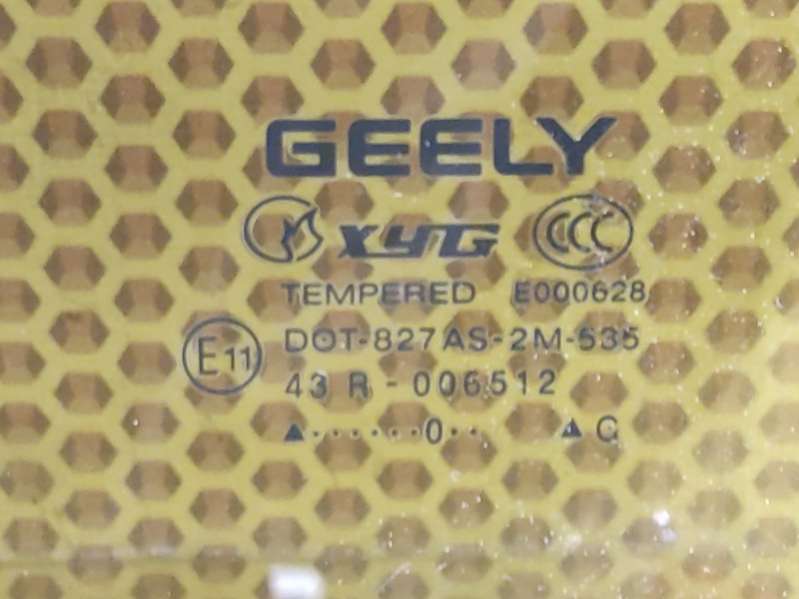 GEELY
XYG CCC
TEMPERED E000628
E11 DOT-827 AS-2M-535
43 R - 006512
▲······0·· ▲ C